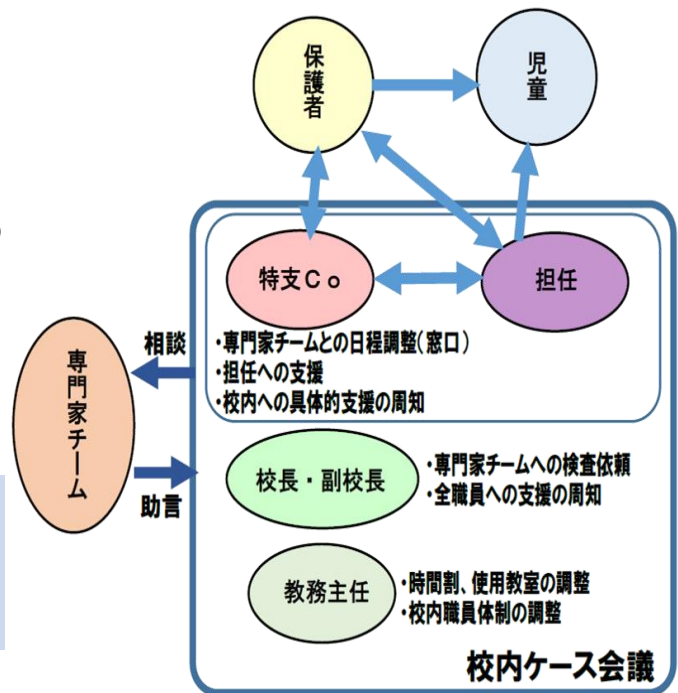 保護者
児童
特支Co
担任
・専門家チームとの日程調整(窓口)
・担任への支援
・校内への具体的支援の周知
相談
専門家チーム
助言
校長・副校長
・専門家チームへの検査依頼
・全職員への支援の周知
教務主任
・時間割、使用教室の調整
・校内職員体制の調整
校内ケース会議